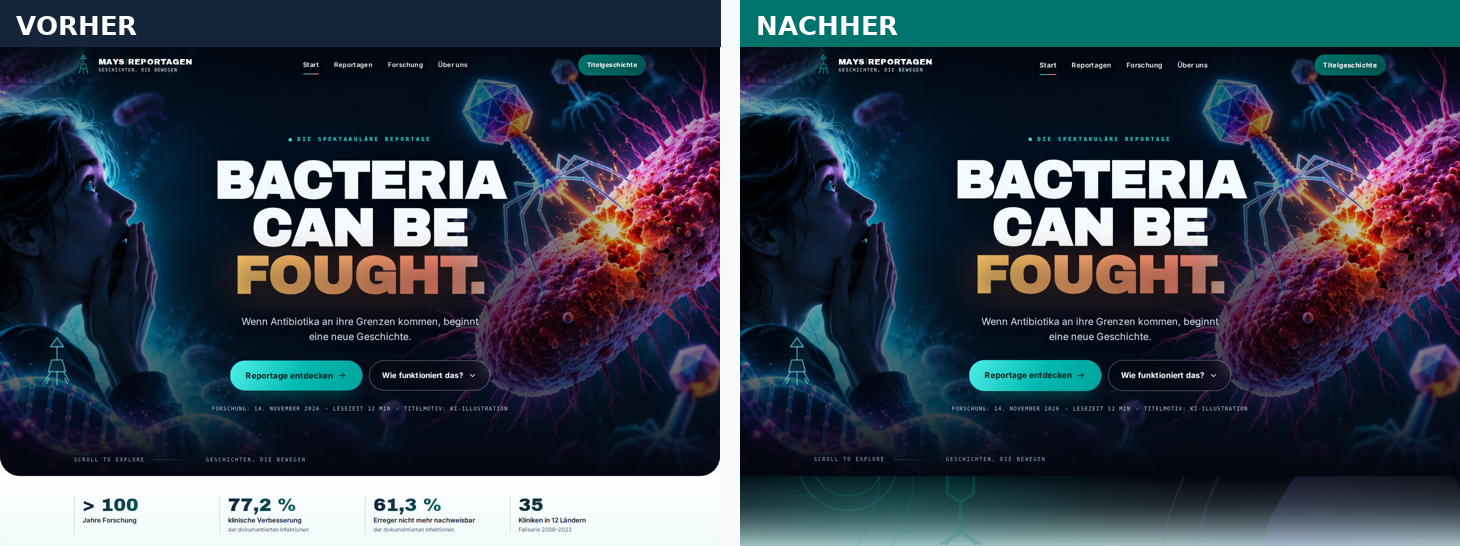 VORHER
MAYS/REPORTAGEN
GESCHICHTEN, DIE BEWEGEN
Start
Reportagen
Forschung
Über uns
Titelgeschichte
DIE SPEKTAKULÄRE REPORTAGE
BACTERIA
CAN BE
FOUGHT.
Wenn Antibiotika an ihre Grenzen kommen, beginnt
eine neue Geschichte.
Reportage entdecken →
Wie funktioniert das?
FORSCHUNG: 14. NOVEMBER 2026 · LESEZEIT 12 MIN · TITELMOTIV: KI-ILLUSTRATION
SCROLL TO EXPLORE
GESCHICHTEN, DIE BEWEGEN
> 100
Jahre Forschung
77,2 %
klinische Verbesserung
der dokumentierten Infektionen
61,3 %
Erreger nicht mehr nachweisbar
der dokumentierten Infektionen
35
Kliniken in 12 Ländern
Fallserie 2008–2022
NACHHER
MAYS/REPORTAGEN
GESCHICHTEN, DIE BEWEGEN
Start
Reportagen
Forschung
Über uns
Titelgeschichte
DIE SPEKTAKULÄRE REPORTAGE
BACTERIA
CAN BE
FOUGHT.
Wenn Antibiotika an ihre Grenzen kommen, beginnt
eine neue Geschichte.
Reportage entdecken →
Wie funktioniert das?
FORSCHUNG: 14. NOVEMBER 2026 · LESEZEIT 12 MIN · TITELMOTIV: KI-ILLUSTRATION
SCROLL TO EXPLORE
GESCHICHTEN, DIE BEWEGEN